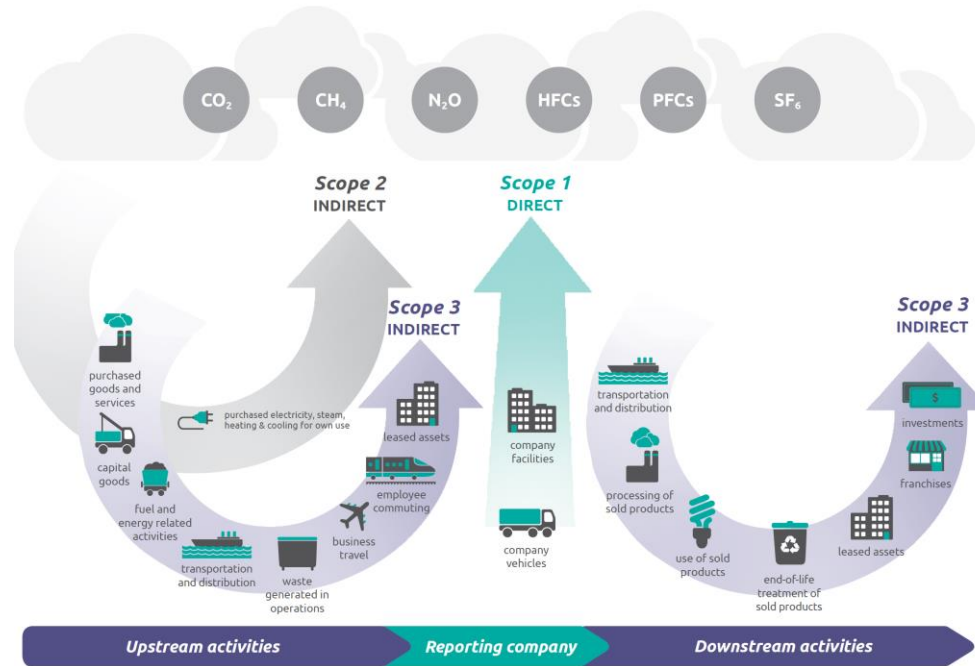 CO₂
CH₄
N₂O
HFCs
PFCs
SF₆
Scope 2
INDIRECT
Scope 1
DIRECT
Scope 3
INDIRECT
Scope 3
INDIRECT
purchased
goods and
services
capital
goods
fuel and
energy related
activities
purchased electricity, steam,
heating & cooling for own use
transportation
and distribution
waste
generated in
operations
business
travel
employee
commuting
leased assets
company
facilities
company
vehicles
transportation
and distribution
processing of
sold products
use of sold
products
end-of-life
treatment of
sold products
leased assets
franchises
$
investments
Upstream activities
Reporting company
Downstream activities